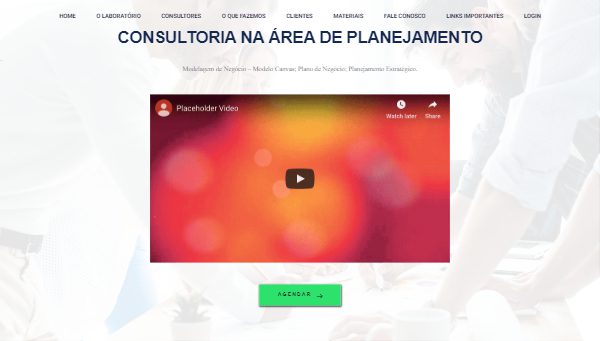 HOME O LABORATÓRIO CONSULTORES O QUE FAZEMOS CLIENTES MATERIAIS FALE CONOSCO LINKS IMPORTANTES LOGIN
CONSULTORIA NA ÁREA DE PLANEJAMENTO
Modelagem de Negócio – Modelo Canvas; Plano de Negócio; Planejamento Estratégico.
Placeholder Video
Watch later Share
AGENDAR →